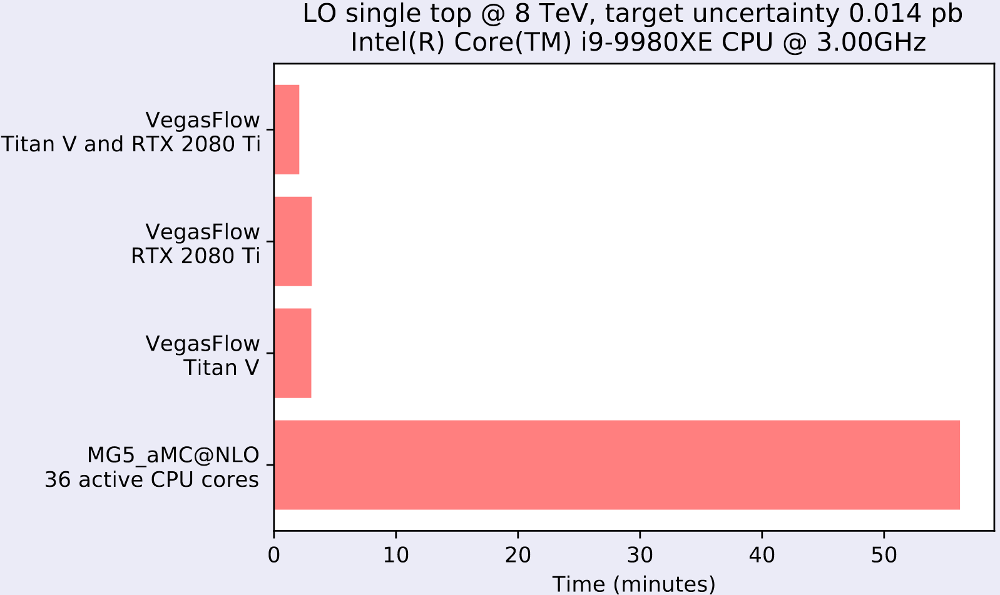 LO single top @ 8 TeV, target uncertainty 0.014 pb
Intel(R) Core(TM) i9-9980XE CPU @ 3.00GHz
VegasFlow
Titan V and RTX 2080 Ti
VegasFlow
RTX 2080 Ti
VegasFlow
Titan V
MG5_aMC@NLO
36 active CPU cores
0 10 20 30 40 50
Time (minutes)